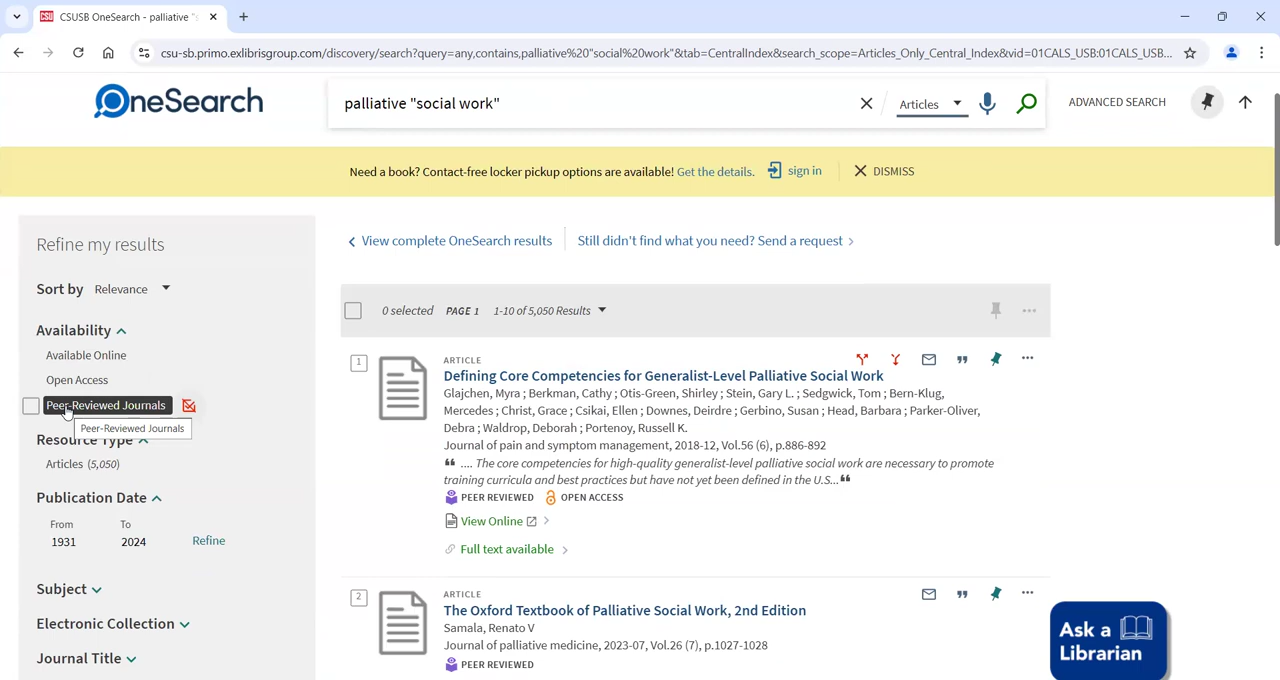 CSUSB OneSearch - palliative "s
csu-sb.primo.exlibrisgroup.com/discovery/search?query=any,contains,palliative%20"social%20work"&tab=CentralIndex&search_scope=Articles_Only_Central_Index&vid=01CALS_USB:01CALS_USB...
OneSearch
palliative "social work"
Articles
ADVANCED SEARCH
Need a book? Contact-free locker pickup options are available! Get the details. sign in DISMISS
Refine my results
View complete OneSearch results
Still didn't find what you need? Send a request
Sort by Relevance
0 selected PAGE 1 1-10 of 5,050 Results
Availability
Available Online
Open Access
Peer-Reviewed Journals
Peer-Reviewed Journals
Resource Type
Articles (5,050)
Publication Date
From To
1931 2024 Refine
Subject
Electronic Collection
Journal Title
1
ARTICLE
Defining Core Competencies for Generalist-Level Palliative Social Work
Glajchen, Myra ; Berkman, Cathy ; Otis-Green, Shirley ; Stein, Gary L. ; Sedgwick, Tom ; Bern-Klug,
Mercedes ; Christ, Grace ; Csikai, Ellen ; Downes, Deirdre ; Gerbino, Susan ; Head, Barbara ; Parker-Oliver,
Debra ; Waldrop, Deborah ; Portenoy, Russell K.
Journal of pain and symptom management, 2018-12, Vol.56 (6), p.886-892
.... The core competencies for high-quality generalist-level palliative social work are necessary to promote
training curricula and best practices but have not yet been defined in the U.S...
PEER REVIEWED OPEN ACCESS
View Online
Full text available
2
ARTICLE
The Oxford Textbook of Palliative Social Work, 2nd Edition
Samala, Renato V
Journal of palliative medicine, 2023-07, Vol.26 (7), p.1027-1028
PEER REVIEWED
Ask a
Librarian